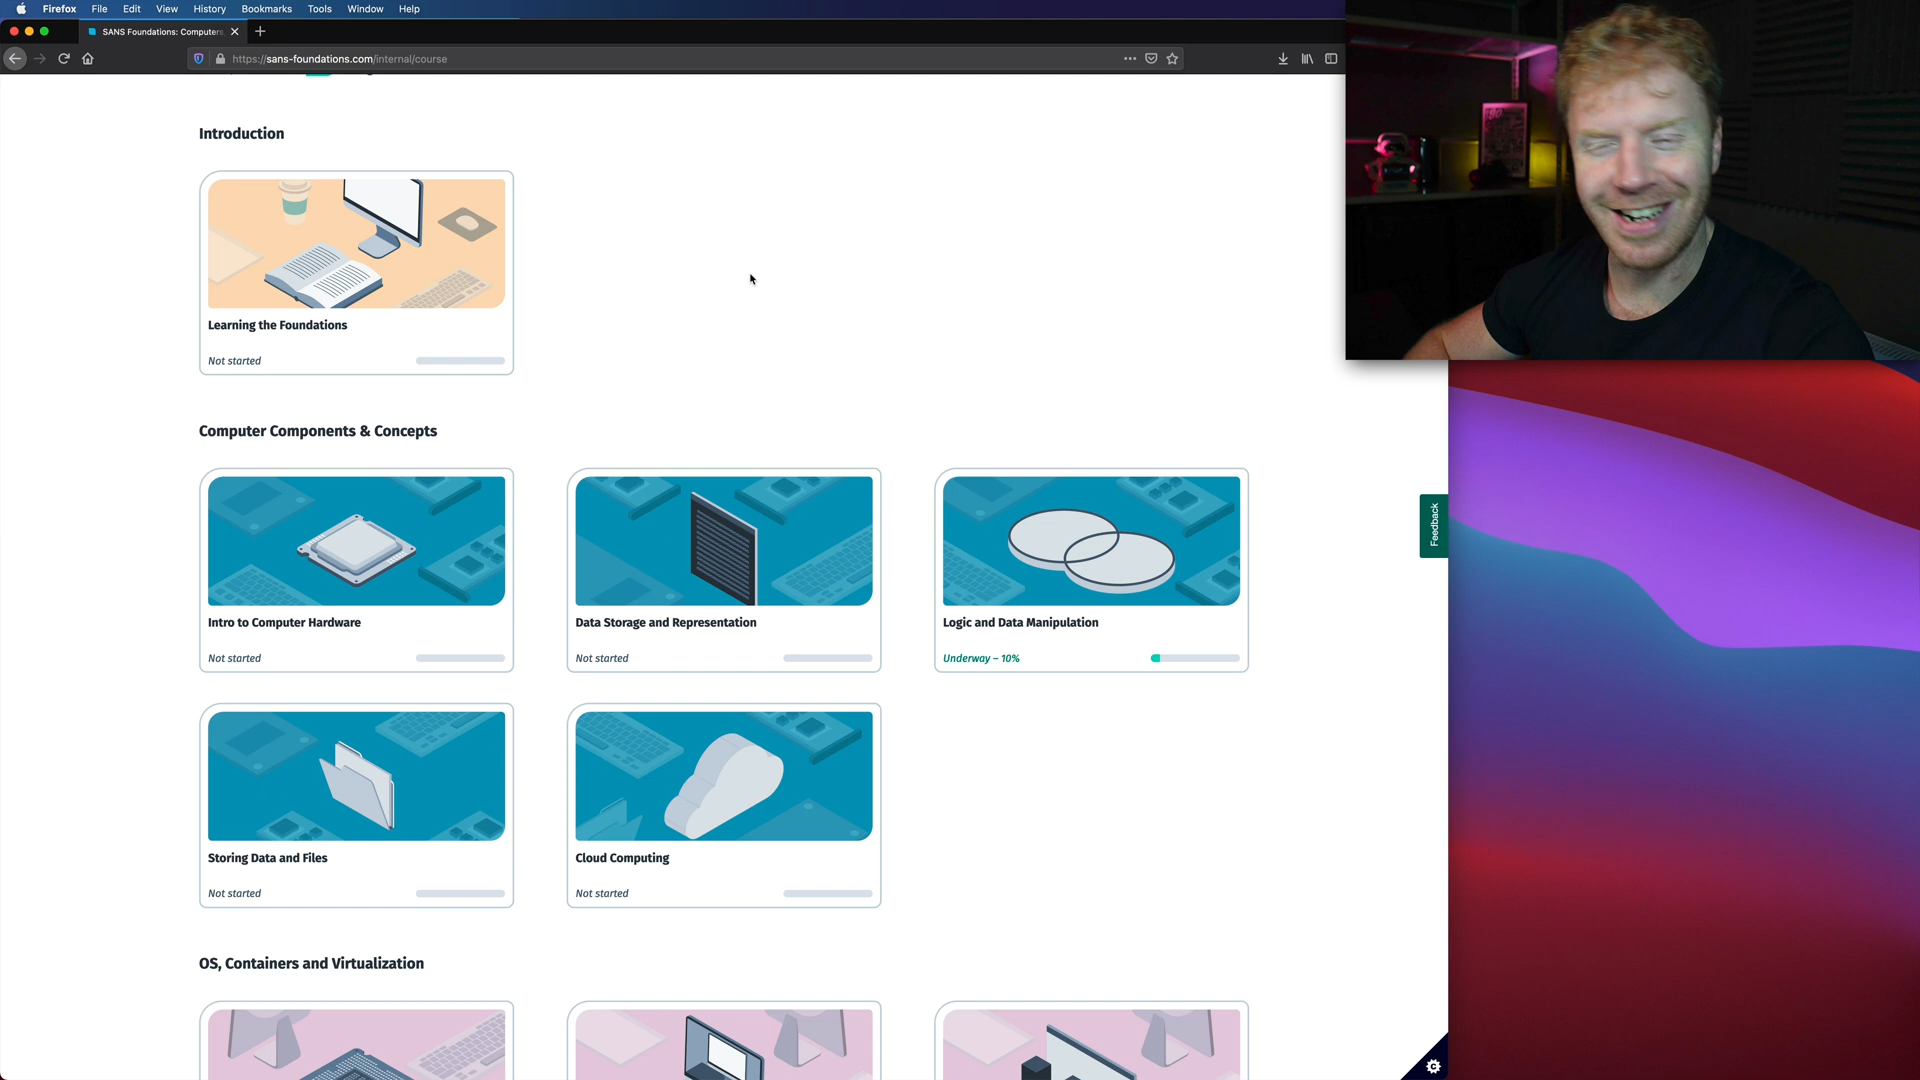 Firefox File Edit View History Bookmarks Tools Window Help
SANS Foundations: Computers,
https://sans-foundations.com/internal/course
Introduction
Learning the Foundations
Not started
Computer Components & Concepts
Intro to Computer Hardware
Not started
Data Storage and Representation
Not started
Logic and Data Manipulation
Underway – 10%
Storing Data and Files
Not started
Cloud Computing
Not started
OS, Containers and Virtualization
Feedback